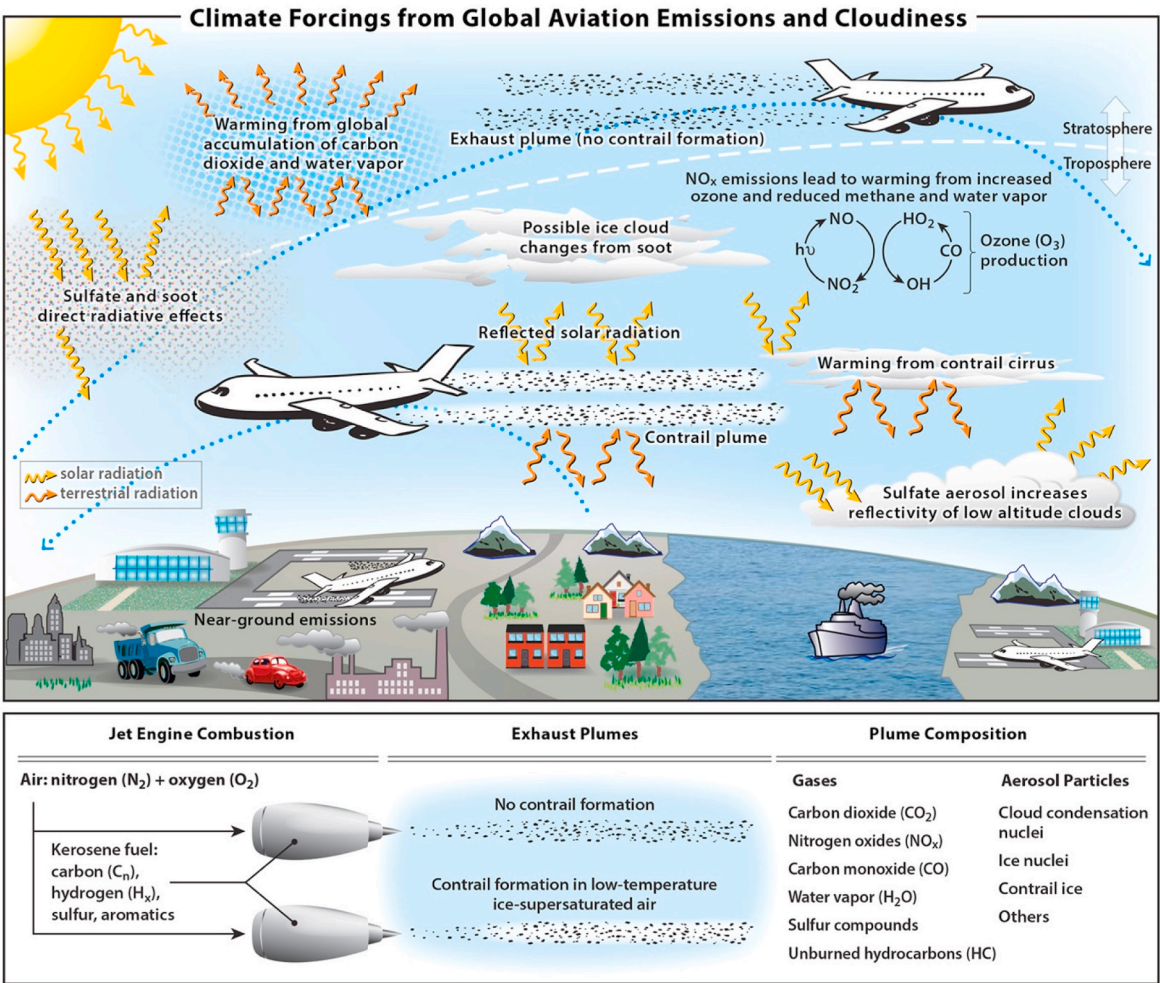 Climate Forcings from Global Aviation Emissions and Cloudiness
Warming from global
accumulation of carbon
dioxide and water vapor
Exhaust plume (no contrail formation)
Stratosphere
Troposphere
NOₓ emissions lead to warming from increased
ozone and reduced methane and water vapor
NO
HO₂
hυ
CO
NO₂
OH
Ozone (O₃)
production
Possible ice cloud
changes from soot
Sulfate and soot
direct radiative effects
Reflected solar radiation
Warming from contrail cirrus
Contrail plume
solar radiation
terrestrial radiation
Sulfate aerosol increases
reflectivity of low altitude clouds
Near-ground emissions
Jet Engine Combustion
Air: nitrogen (N₂) + oxygen (O₂)
Kerosene fuel:
carbon (Cₙ),
hydrogen (Hₓ),
sulfur, aromatics
Exhaust Plumes
No contrail formation
Contrail formation in low-temperature
ice-supersaturated air
Plume Composition
Gases
Carbon dioxide (CO₂)
Nitrogen oxides (NOₓ)
Carbon monoxide (CO)
Water vapor (H₂O)
Sulfur compounds
Unburned hydrocarbons (HC)
Aerosol Particles
Cloud condensation
nuclei
Ice nuclei
Contrail ice
Others